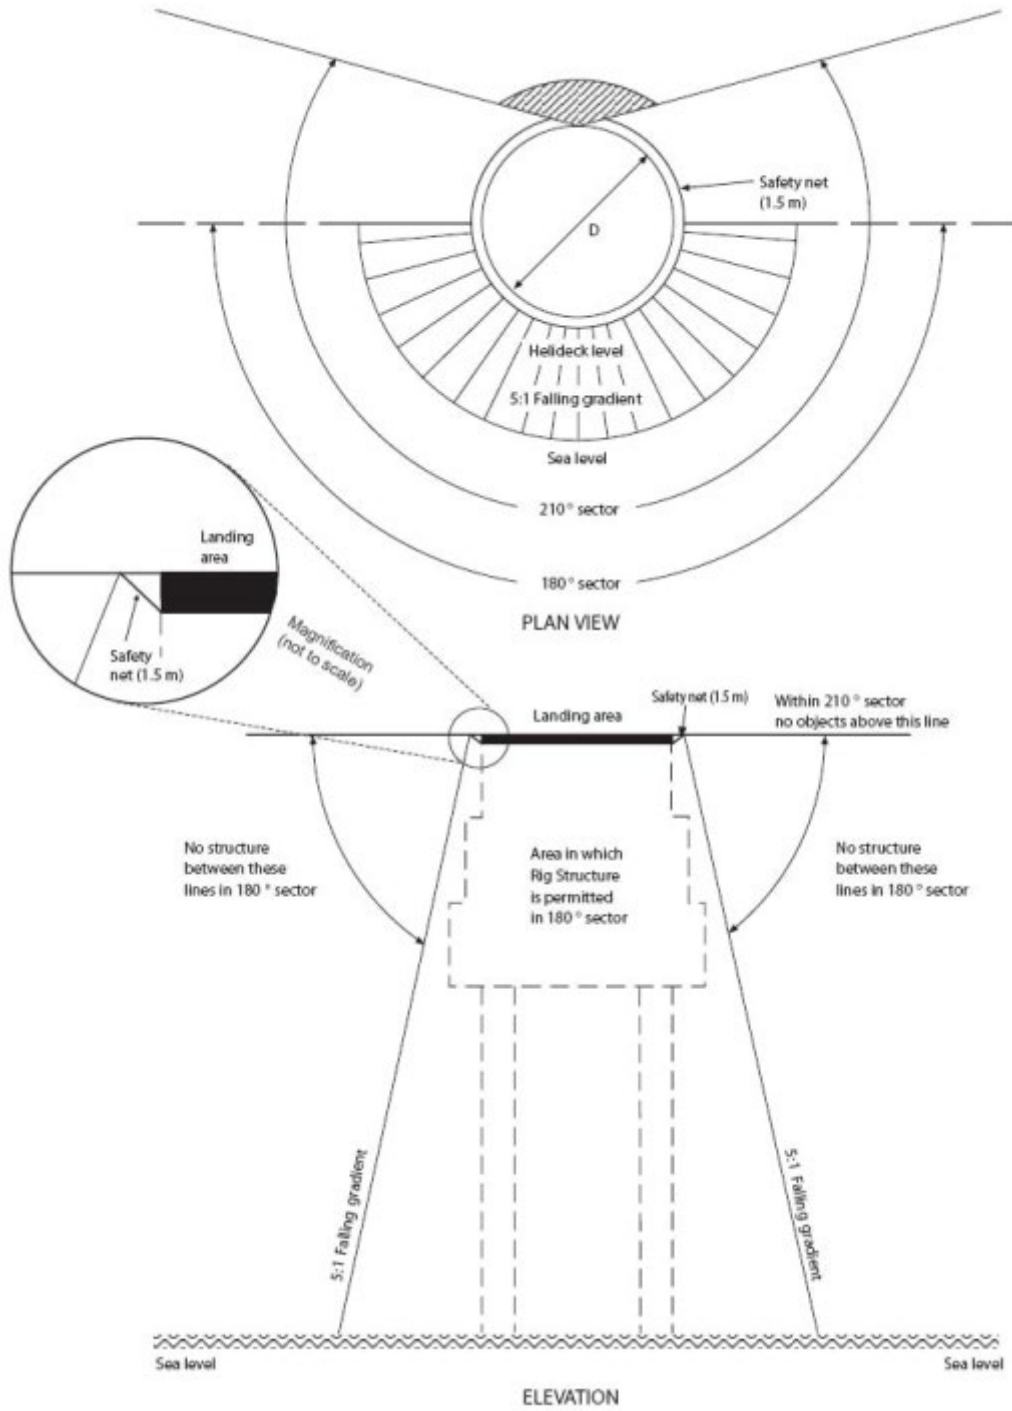 Safety net
(1.5 m)
D
Helideck level
5:1 Falling gradient
Sea level
210° sector
180° sector
PLAN VIEW
Landing
area
Safety
net (1.5 m)
Magnification
(not to scale)
Landing area
Safety net (1.5 m)
Within 210° sector
no objects above this line
No structure
between these
lines in 180° sector
Area in which
Rig Structure
is permitted
in 180° sector
No structure
between these
lines in 180° sector
5:1 Falling gradient
5:1 Falling gradient
Sea level
Sea level
ELEVATION